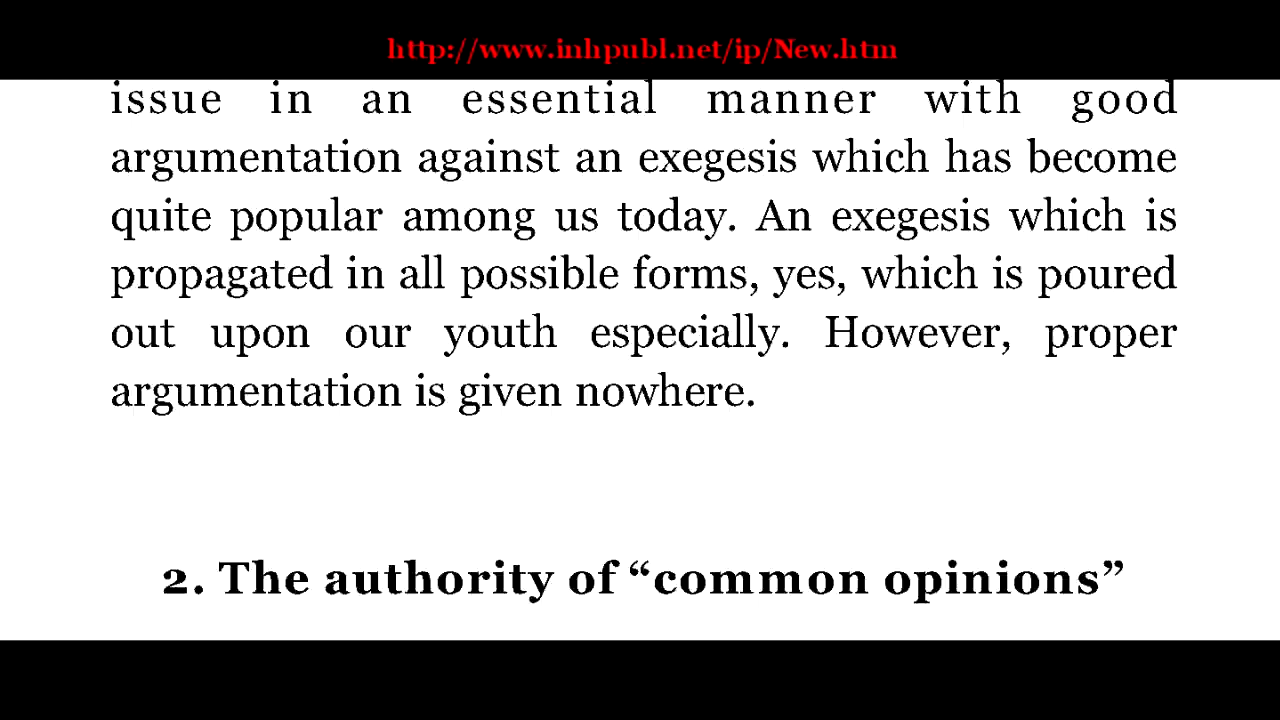 http://www.inhpubl.net/ip/New.htm
issue in an essential manner with good
argumentation against an exegesis which has become
quite popular among us today. An exegesis which is
propagated in all possible forms, yes, which is poured
out upon our youth especially. However, proper
argumentation is given nowhere.
2. The authority of “common opinions”